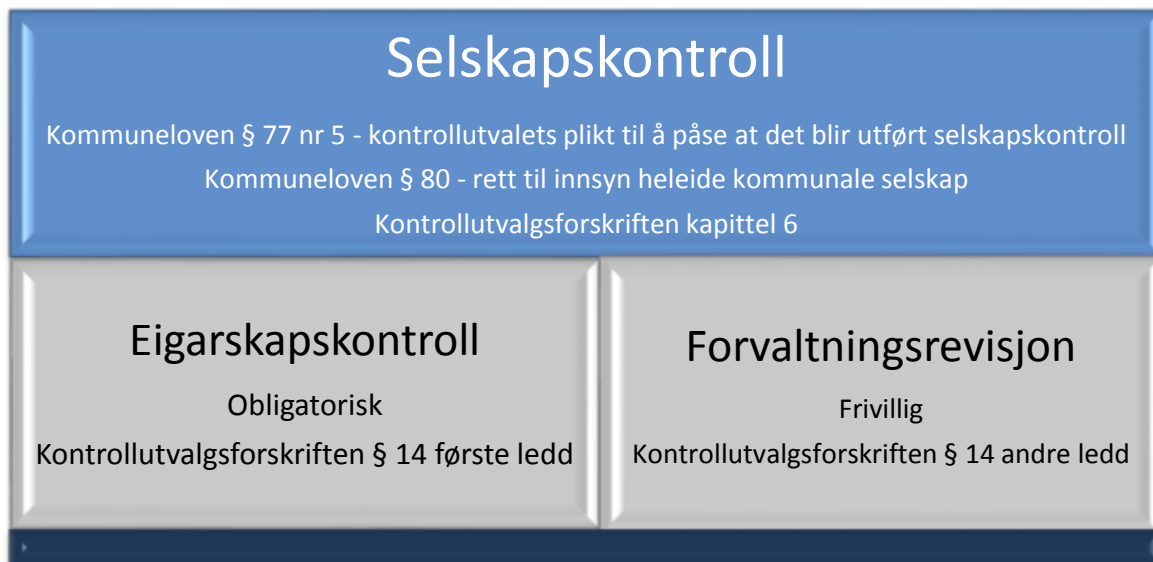 Selskapskontroll
Kommuneloven § 77 nr 5 - kontrollutvalets plikt til å påse at det blir utført selskapskontroll
Kommuneloven § 80 - rett til innsyn heleide kommunale selskap
Kontrollutvalgsforskriften kapittel 6
Eigarskapskontroll
Obligatorisk
Kontrollutvalgsforskriften § 14 første ledd
Forvaltningsrevisjon
Frivillig
Kontrollutvalgsforskriften § 14 andre ledd